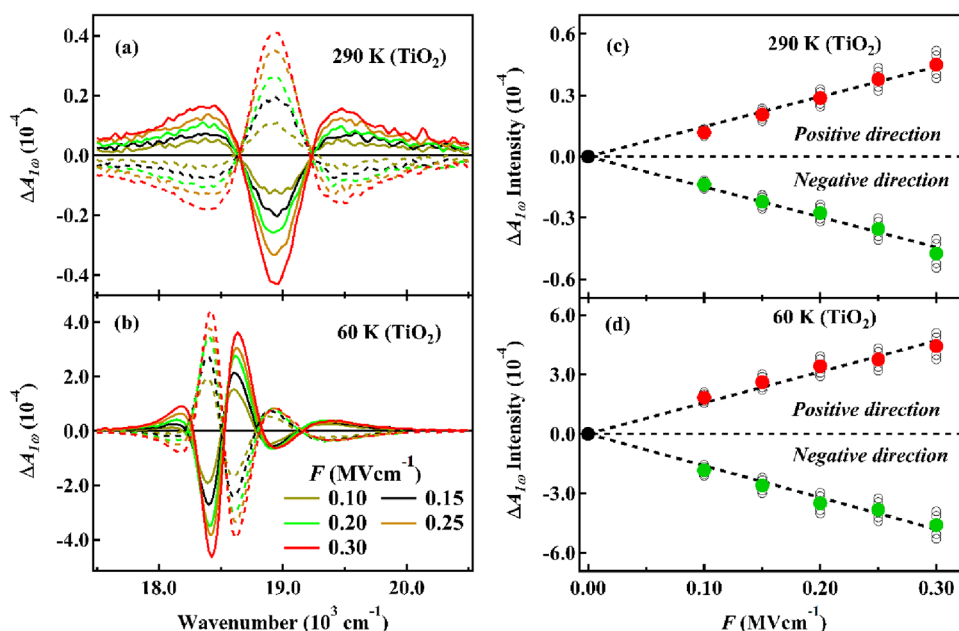 (a)
290 K (TiO₂)
ΔA₁ω (10⁻⁴)
0.4
0.2
0.0
-0.2
-0.4
(b)
60 K (TiO₂)
ΔA₁ω (10⁻⁴)
4.0
2.0
0.0
-2.0
-4.0
F (MVcm⁻¹)
0.10
0.15
0.20
0.25
0.30
18.0
19.0
20.0
Wavenumber (10³ cm⁻¹)
(c)
290 K (TiO₂)
ΔA₁ω Intensity (10⁻⁴)
0.6
0.3
0.0
-0.3
-0.6
Positive direction
Negative direction
(d)
60 K (TiO₂)
ΔA₁ω Intensity (10⁻⁴)
6.0
3.0
0.0
-3.0
-6.0
Positive direction
Negative direction
0.00
0.10
0.20
0.30
F (MVcm⁻¹)